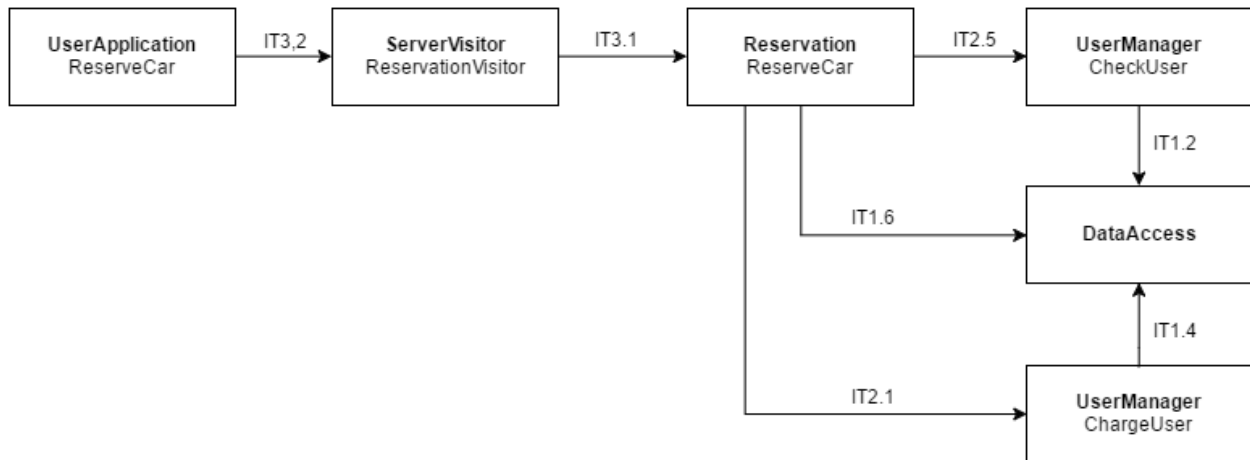 UserApplication
ReserveCar
IT3,2
ServerVisitor
ReservationVisitor
IT3.1
Reservation
ReserveCar
IT2.5
UserManager
CheckUser
IT1.2
IT1.6
DataAccess
IT1.4
IT2.1
UserManager
ChargeUser